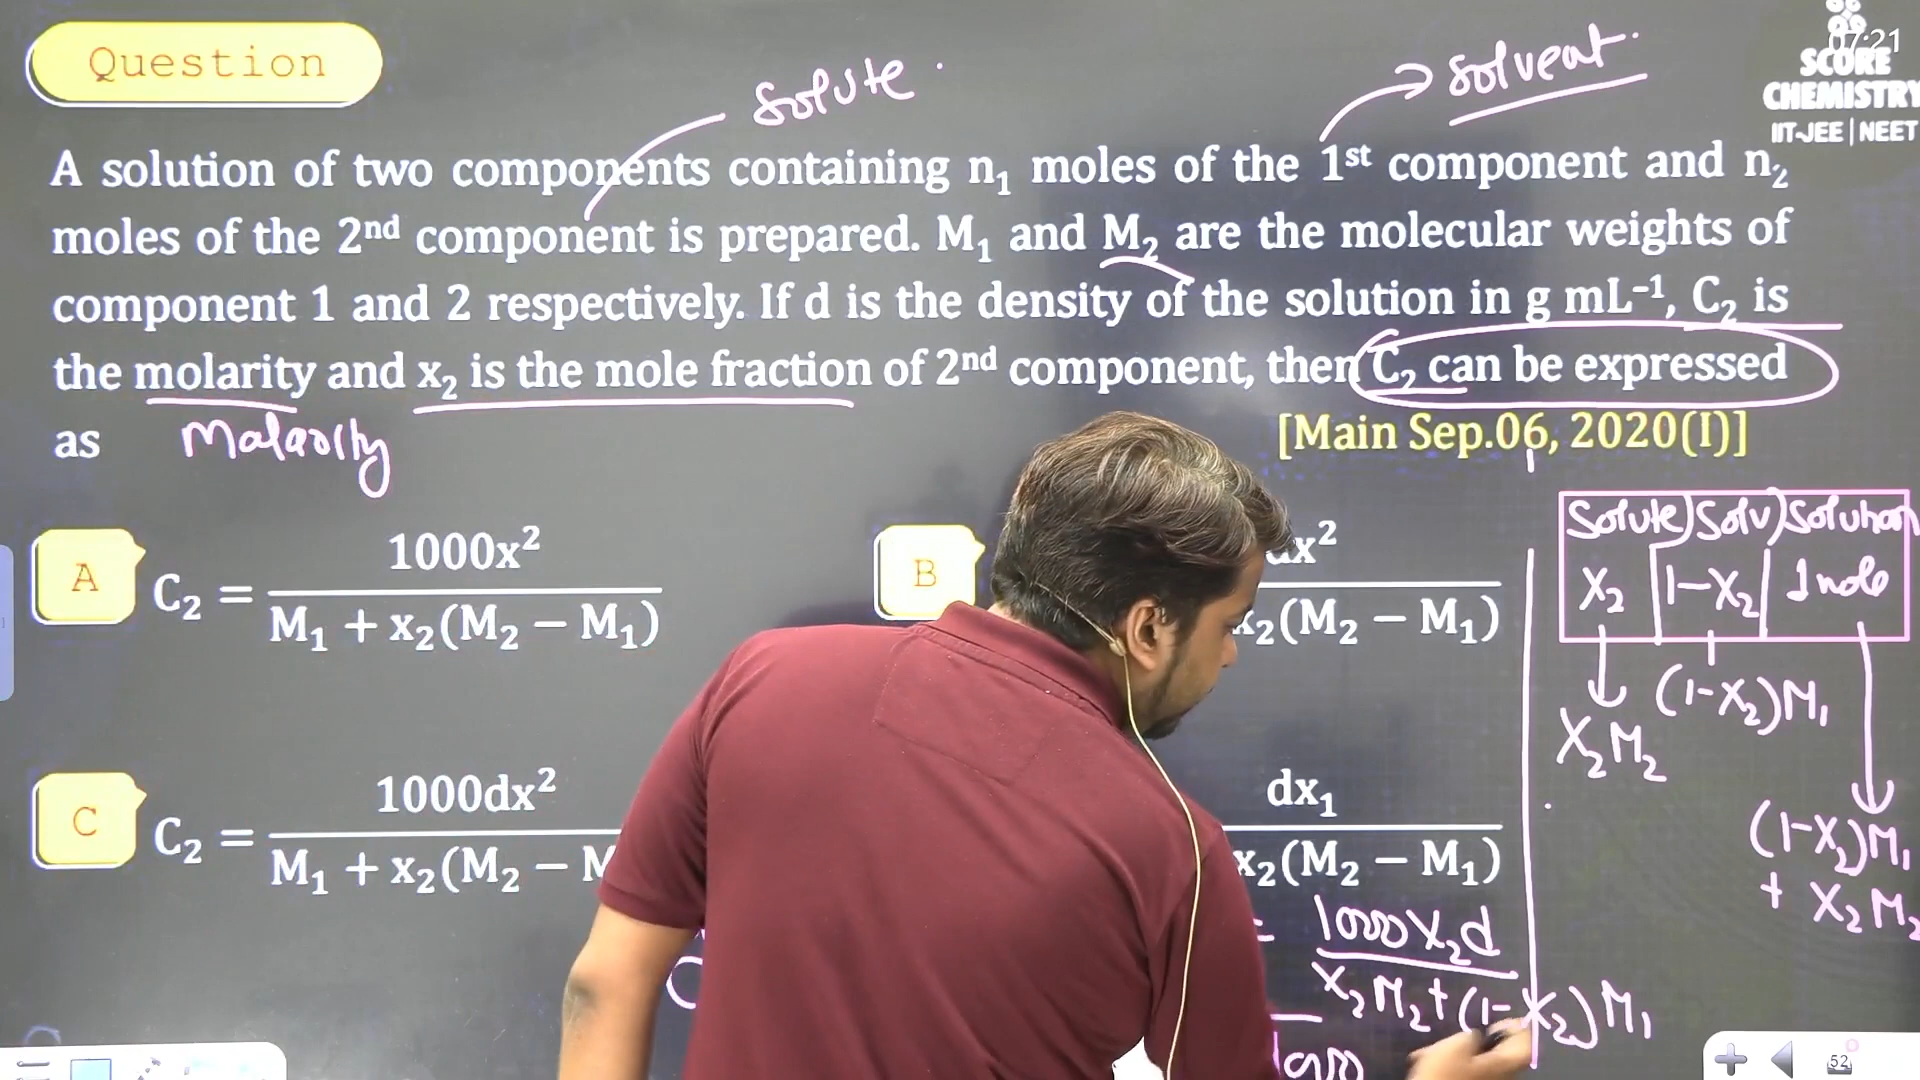 Question
solute
solvent
07:21
SCORE
CHEMISTRY
IIT-JEE | NEET
A solution of two components containing n₁ moles of the 1ˢᵗ component and n₂
moles of the 2ⁿᵈ component is prepared. M₁ and M₂ are the molecular weights of
component 1 and 2 respectively. If d is the density of the solution in g mL⁻¹, C₂ is
the molarity and x₂ is the mole fraction of 2ⁿᵈ component, then C₂ can be expressed
as
Molarity
[Main Sep.06, 2020(I)]
A C₂ = 1000x² / M₁ + x₂(M₂ − M₁)
B x² / x₂(M₂ − M₁)
C C₂ = 1000dx² / M₁ + x₂(M₂ −
dx₁ / x₂(M₂ − M₁)
Solute Solv Solution
X₂ 1-X₂ 1 mole
X₂M₂
(1-X₂)M₁
(1-X₂)M₁
+ X₂M₂
= 1000X₂d
X₂M₂+(1-X₂)M₁
52